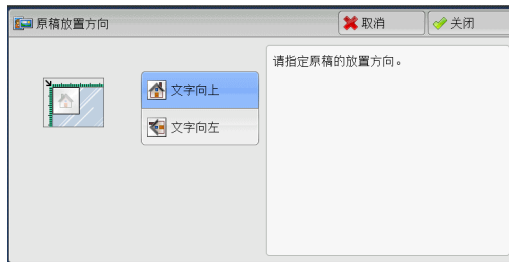 原稿放置方向
取消
关闭
请指定原稿的放置方向。
文字向上
文字向左